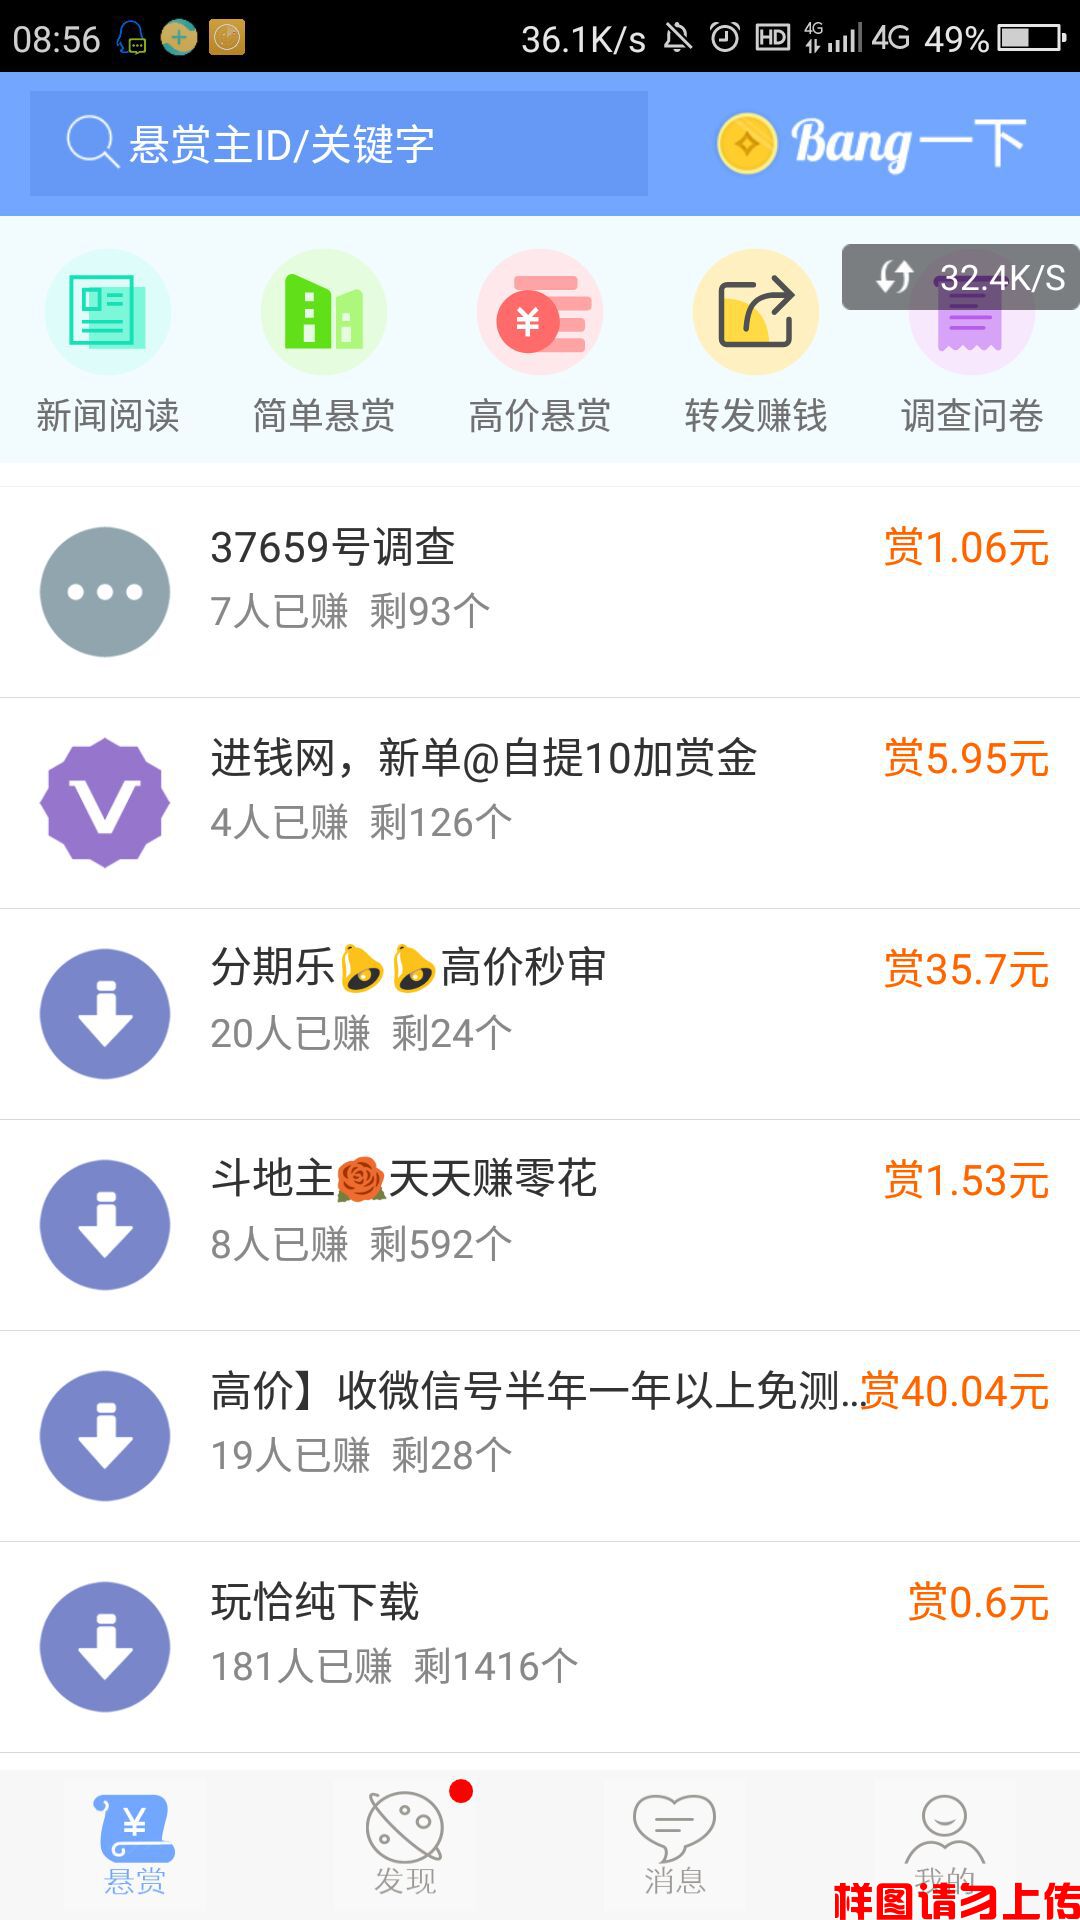 08:56 36.1K/s HD 4G 4G 49%
悬赏主ID/关键字 Bang一下
32.4K/S
新闻阅读 简单悬赏 高价悬赏 转发赚钱 调查问卷
37659号调查 赏1.06元
7人已赚 剩93个
进钱网，新单@自提10加赏金 赏5.95元
4人已赚 剩126个
分期乐🔔🔔高价秒审 赏35.7元
20人已赚 剩24个
斗地主🌹天天赚零花 赏1.53元
8人已赚 剩592个
高价】收微信号半年一年以上免测... 赏40.04元
19人已赚 剩28个
玩恰纯下载 赏0.6元
181人已赚 剩1416个
悬赏 发现 消息 我的
样图请勿上传